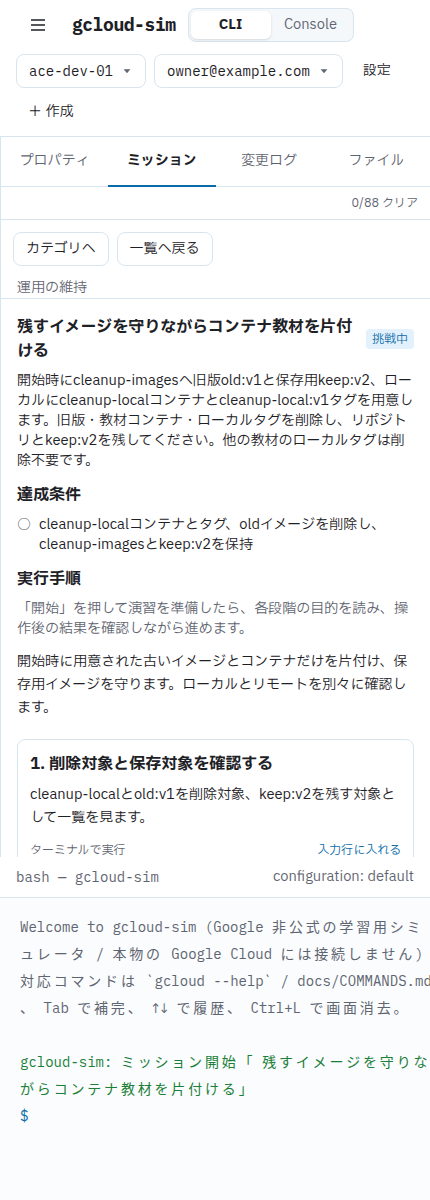 gcloud-sim CLI Console
ace-dev-01 owner@example.com 設定
＋ 作成
プロパティ ミッション 変更ログ ファイル
0/88 クリア
カテゴリへ 一覧へ戻る
運用の維持
残すイメージを守りながらコンテナ教材を片付
ける
挑戦中
開始時にcleanup-imagesへ旧版old:v1と保存用keep:v2、ロー
カルにcleanup-localコンテナとcleanup-local:v1タグを用意し
ます。旧版・教材コンテナ・ローカルタグを削除し、リポジト
リとkeep:v2を残してください。他の教材のローカルタグは削
除不要です。
達成条件
cleanup-localコンテナとタグ、oldイメージを削除し、
cleanup-imagesとkeep:v2を保持
実行手順
「開始」を押して演習を準備したら、各段階の目的を読み、操
作後の結果を確認しながら進めます。
開始時に用意された古いイメージとコンテナだけを片付け、保
存用イメージを守ります。ローカルとリモートを別々に確認し
ます。
1. 削除対象と保存対象を確認する
cleanup-localとold:v1を削除対象、keep:v2を残す対象と
して一覧を見ます。
ターミナルで実行 入力行に入れる
bash — gcloud-sim configuration: default
Welcome to gcloud-sim (Google 非公式の学習用シミ
ュレータ / 本物の Google Cloud には接続しません)
対応コマンドは `gcloud --help` / docs/COMMANDS.md
、 Tab で補完、 ↑↓ で履歴、 Ctrl+L で画面消去。
gcloud-sim: ミッション開始「 残すイメージを守りな
がらコンテナ教材を片付ける」
$